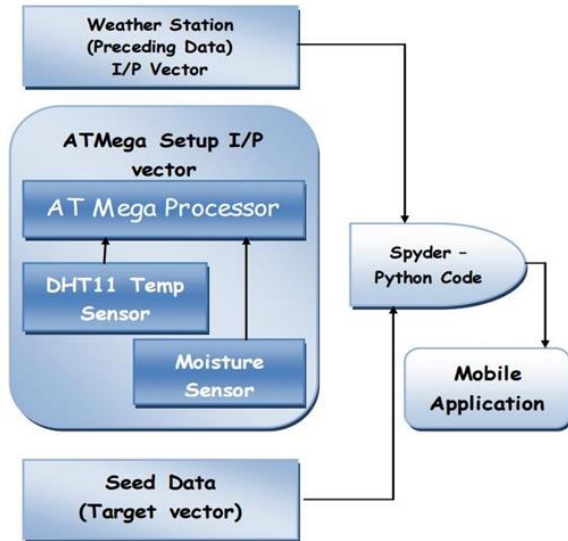 Weather Station
(Preceding Data)
I/P Vector
ATMega Setup I/P
vector
AT Mega Processor
DHT11 Temp
Sensor
Moisture
Sensor
Spyder –
Python Code
Mobile
Application
Seed Data
(Target vector)